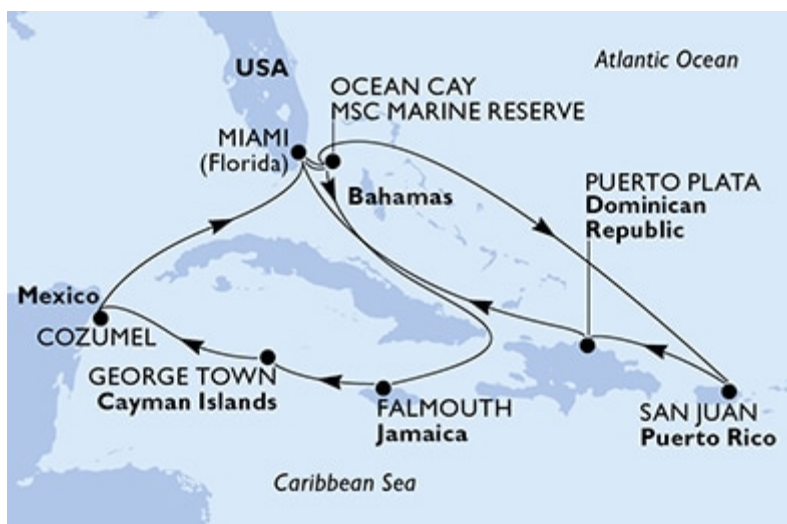 Atlantic Ocean
USA
OCEAN CAY
MSC MARINE RESERVE
MIAMI
(Florida)
PUERTO PLATA
Dominican
Republic
Bahamas
Mexico
COZUMEL
GEORGE TOWN
Cayman Islands
FALMOUTH
Jamaica
SAN JUAN
Puerto Rico
Caribbean Sea